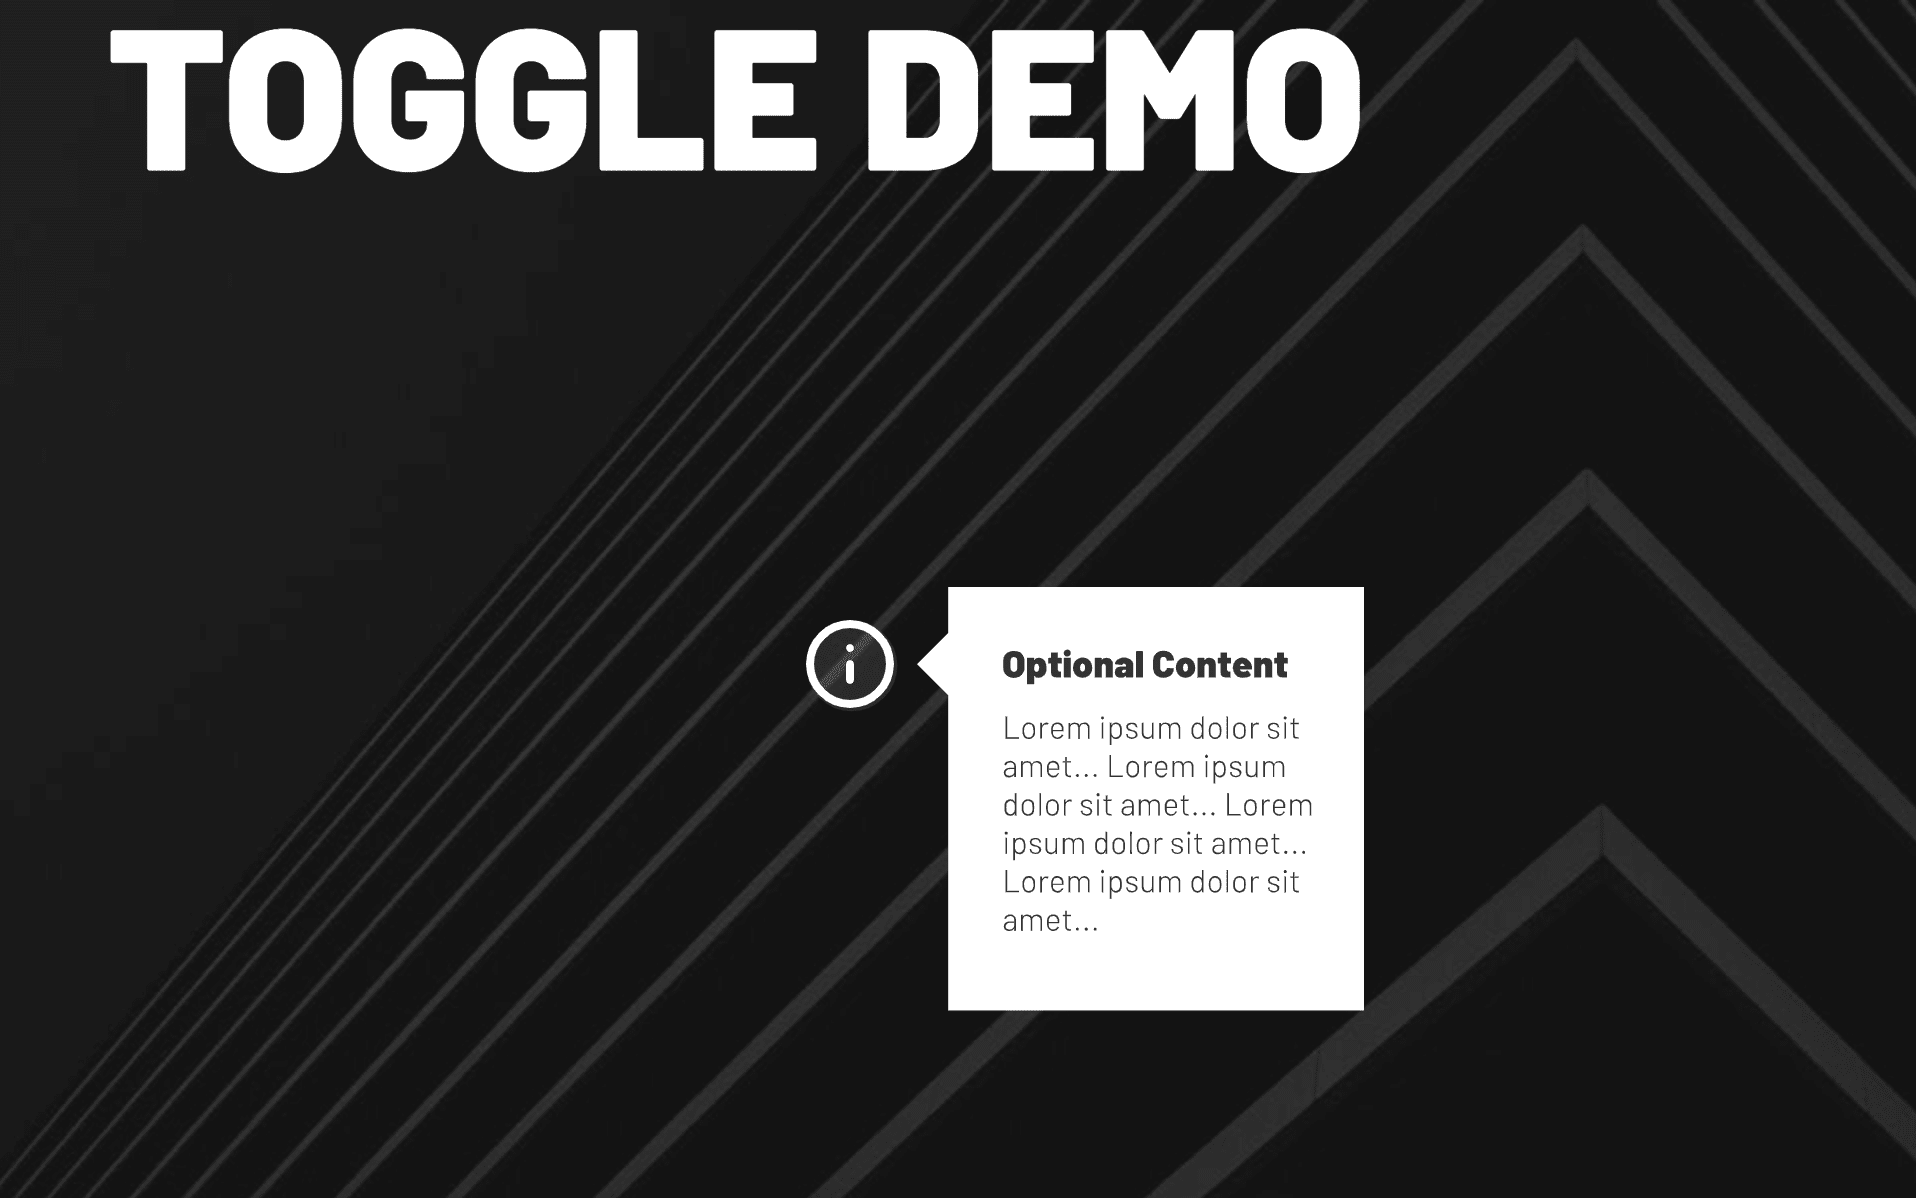 TOGGLE DEMO
i
Optional Content
Lorem ipsum dolor sit
amet... Lorem ipsum
dolor sit amet... Lorem
ipsum dolor sit amet...
Lorem ipsum dolor sit
amet...